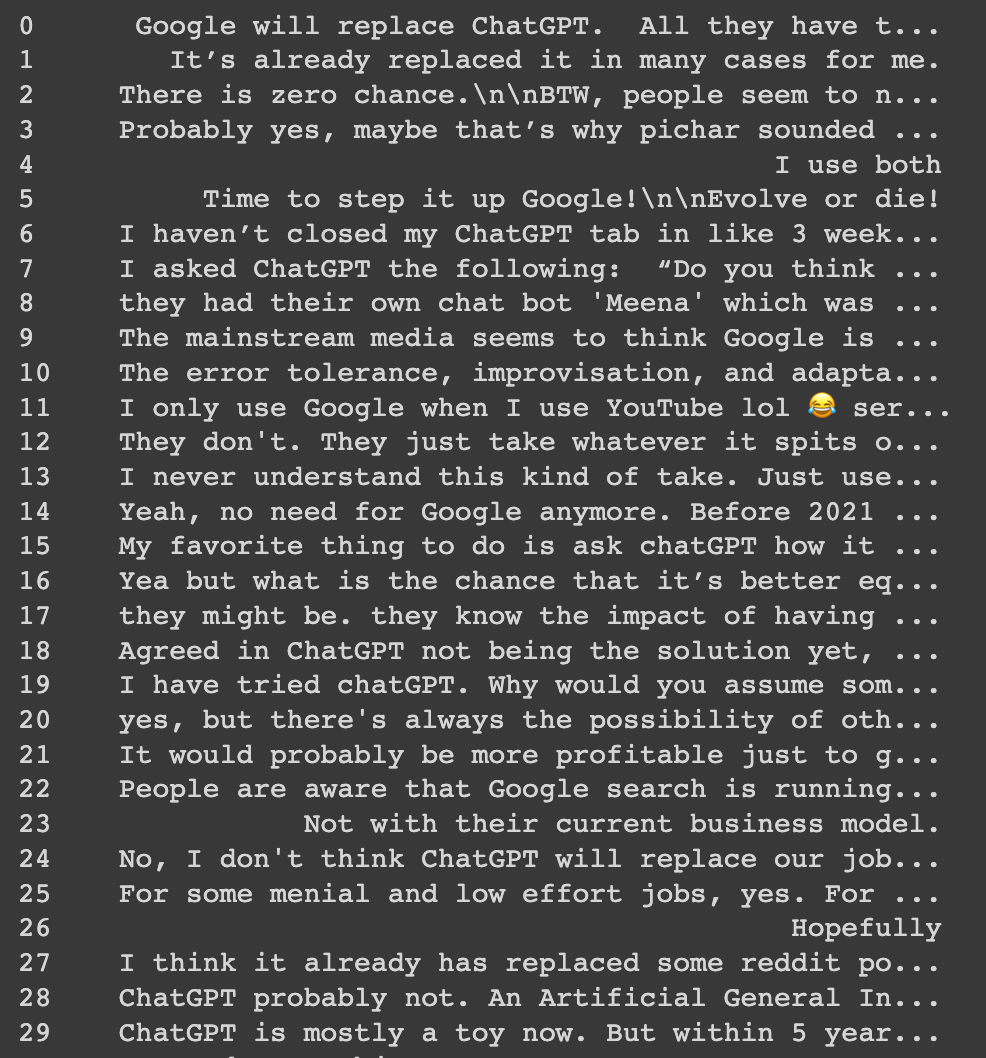 0 Google will replace ChatGPT.  All they have t...
1 It’s already replaced it in many cases for me.
2 There is zero chance.\n\nBTW, people seem to n...
3 Probably yes, maybe that’s why pichar sounded ...
4 I use both
5 Time to step it up Google!\n\nEvolve or die!
6 I haven’t closed my ChatGPT tab in like 3 week...
7 I asked ChatGPT the following:  “Do you think ...
8 they had their own chat bot 'Meena' which was ...
9 The mainstream media seems to think Google is ...
10 The error tolerance, improvisation, and adapta...
11 I only use Google when I use YouTube lol 😂 ser...
12 They don't. They just take whatever it spits o...
13 I never understand this kind of take. Just use...
14 Yeah, no need for Google anymore. Before 2021 ...
15 My favorite thing to do is ask chatGPT how it ...
16 Yea but what is the chance that it’s better eq...
17 they might be. they know the impact of having ...
18 Agreed in ChatGPT not being the solution yet, ...
19 I have tried chatGPT. Why would you assume som...
20 yes, but there's always the possibility of oth...
21 It would probably be more profitable just to g...
22 People are aware that Google search is running...
23 Not with their current business model.
24 No, I don't think ChatGPT will replace our job...
25 For some menial and low effort jobs, yes. For ...
26 Hopefully
27 I think it already has replaced some reddit po...
28 ChatGPT probably not. An Artificial General In...
29 ChatGPT is mostly a toy now. But within 5 year...